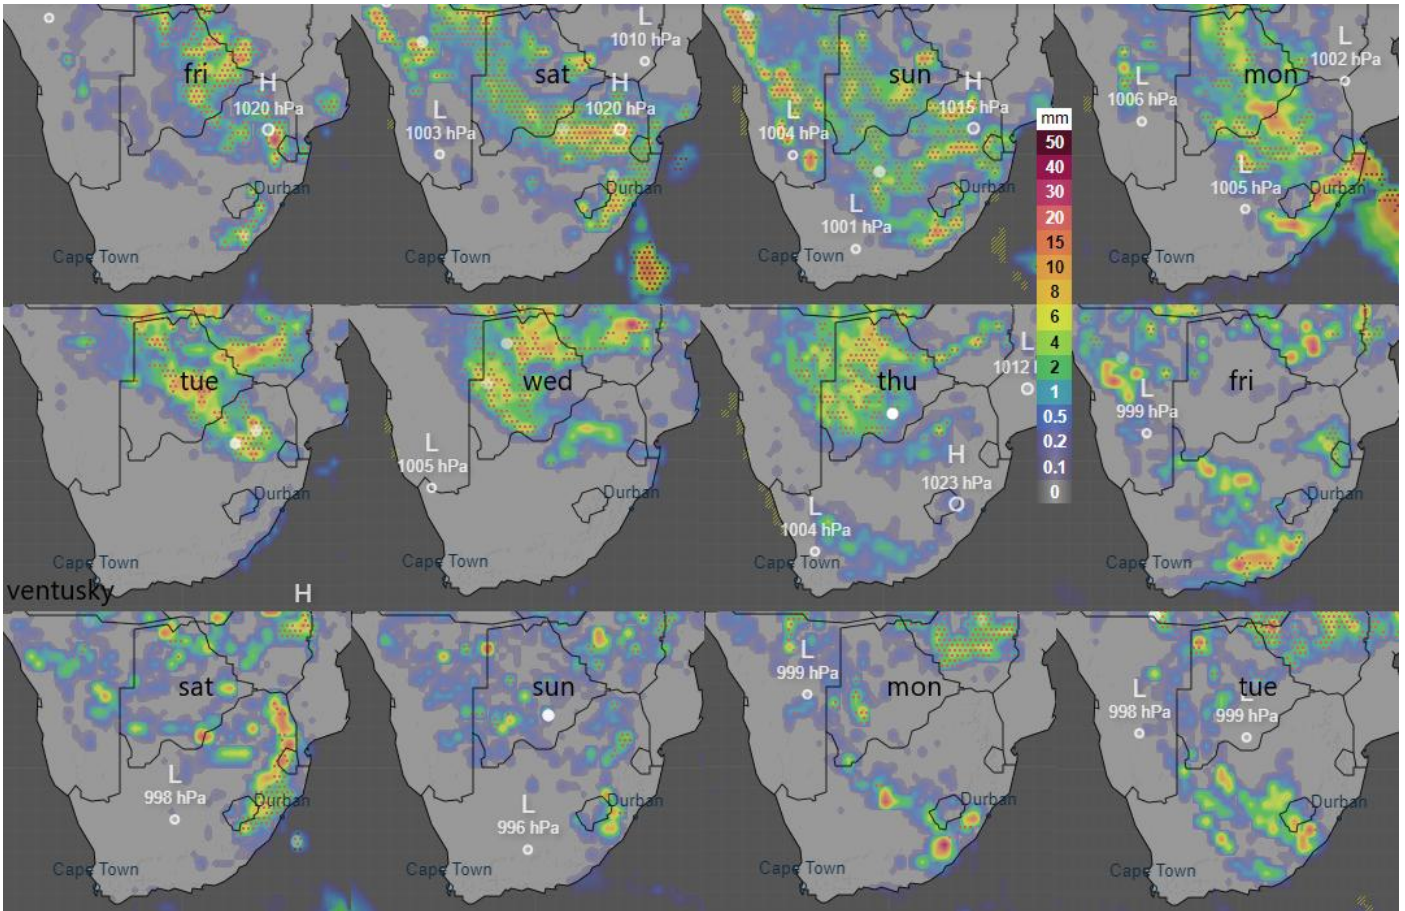 fri
H
1020 hPa
Durban
Cape Town
L
1010 hPa
sat
H
1020 hPa
L
1003 hPa
Durban
Cape Town
sun
H
1015 hPa
L
1004 hPa
L
1001 hPa
Durban
Cape Town
L
1002 hPa
mon
L
1006 hPa
L
1005 hPa
Durban
Cape Town
mm
50
40
30
20
15
10
8
6
4
2
1
0.5
0.2
0.1
0
tue
Durban
Cape Town
ventusky
H
wed
L
1005 hPa
Durban
Cape Town
L
1012 
thu
H
1023 hPa
L
1004 hPa
Cape Town
fri
L
999 hPa
Durban
Cape Town
sat
L
998 hPa
Durban
Cape Town
sun
L
996 hPa
Durban
Cape Town
L
999 hPa
mon
Durban
Cape Town
L
998 hPa
tue
L
999 hPa
Durban
Cape Town